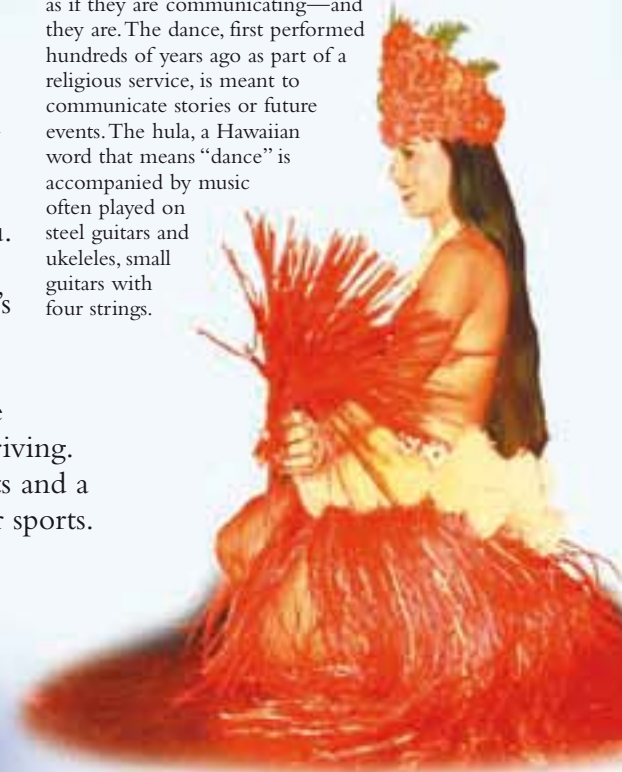 as if they are communicating—and
they are. The dance, first performed
hundreds of years ago as part of a
religious service, is meant to
communicate stories or future
events. The hula, a Hawaiian
word that means “dance” is
accompanied by music
often played on
steel guitars and
ukeleles, small
guitars with
four strings.
’s
riving.
s and a
r sports.